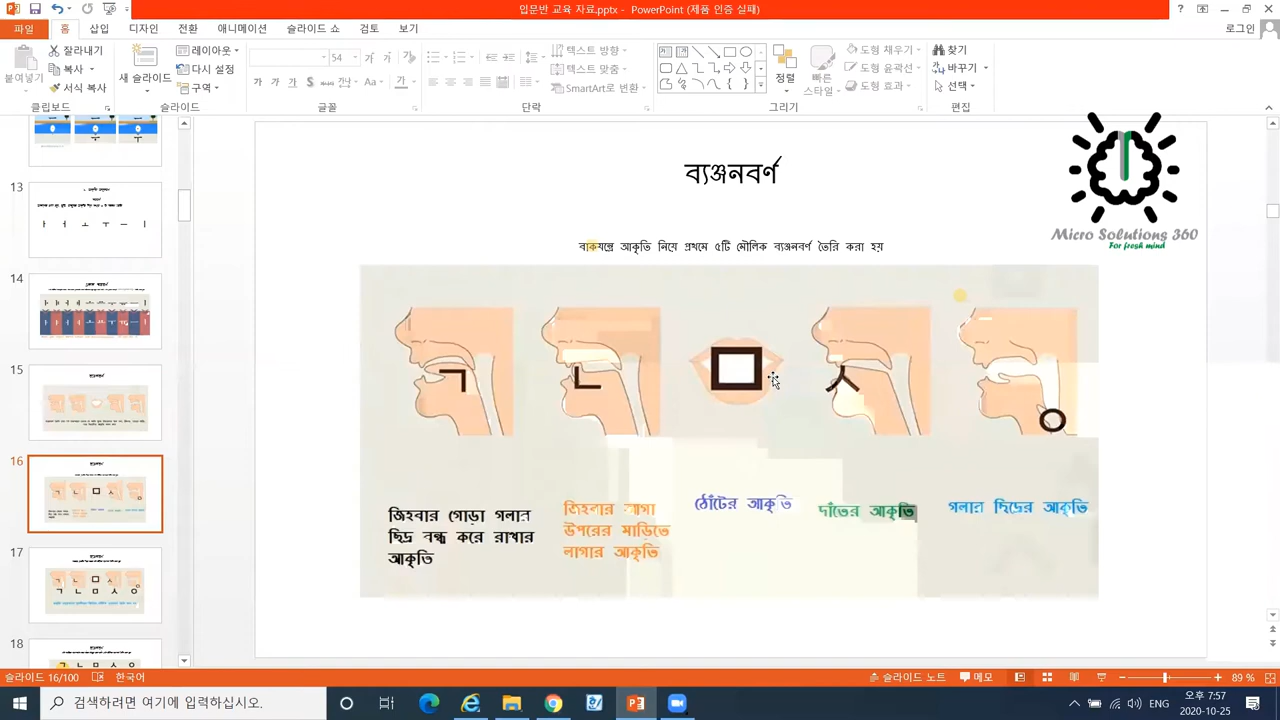 입문반 교육 자료.pptx - PowerPoint (제품 인증 실패)
파일 홈 삽입 디자인 전환 애니메이션 슬라이드 쇼 검토 보기 로그인
잘라내기 레이아웃 54 텍스트 방향 도형 채우기 찾기
붙여넣기 복사 새 슬라이드 다시 설정 가 가 가 S 가 Aa 가 텍스트 맞춤 정렬 빠른 스타일 도형 윤곽선 바꾸기
서식 복사 구역 SmartArt로 변환 도형 효과 선택
클립보드 슬라이드 글꼴 단락 그리기 편집
ব্যঞ্জনবর্ণ
Micro Solutions 360
For fresh mind
বাকযন্ত্রে আকৃতি নিয়ে প্রথমে ৫টি মৌলিক ব্যঞ্জনবর্ণ তৈরি করা হয়
ㄱ ㄴ ㅁ ㅅ ㅇ
জিহবার গোড়া গলার
ছিদ্র বন্ধ করে রাখার
আকৃতি
জিহবার আগা
উপরের মাড়িতে
লাগার আকৃতি
ঠোঁটের আকৃতি
দাঁতের আকৃতি
গলার ছিদ্রের আকৃতি
13
14
15
16
17
18
슬라이드 16/100 한국어 슬라이드 노트 메모 89 %
검색하려면 여기에 입력하십시오.
오후 7:57
2020-10-25